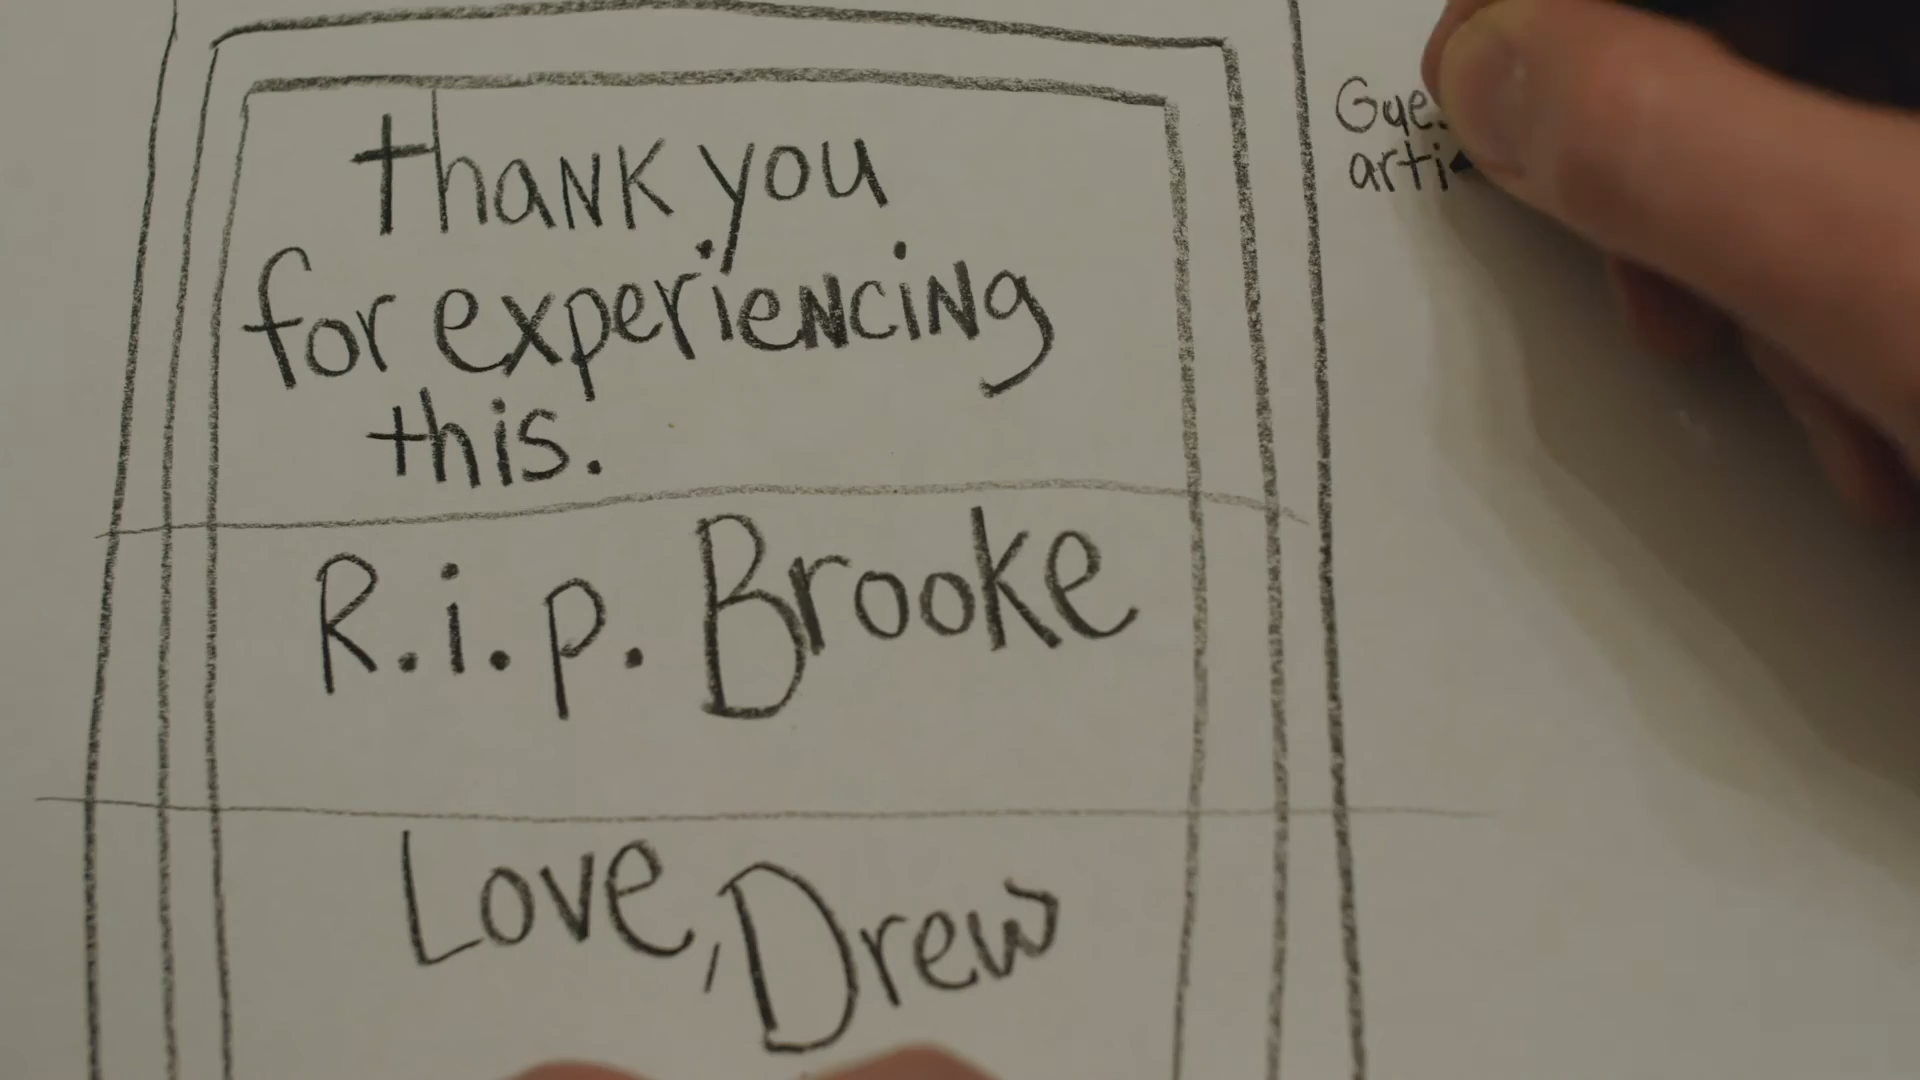 thank you
for experiencing
this.
R.i.p. Brooke
Love, Drew